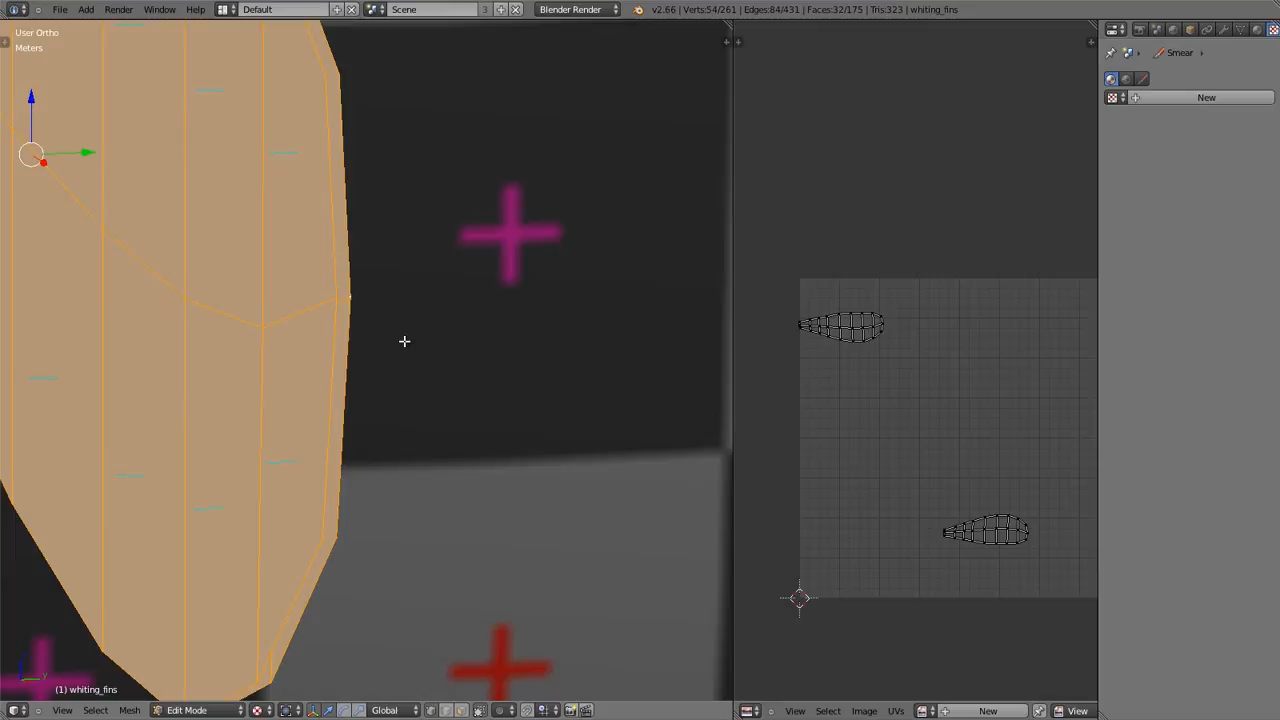 File Add Render Window Help Default Scene 3 Blender Render v2.66 | Verts:54/261 | Edges:84/431 | Faces:32/175 | Tris:323 | whiting_fins
User Ortho
Meters
Smear
New
y
(1) whiting_fins
View Select Mesh Edit Mode Global View Select Image UVs New View